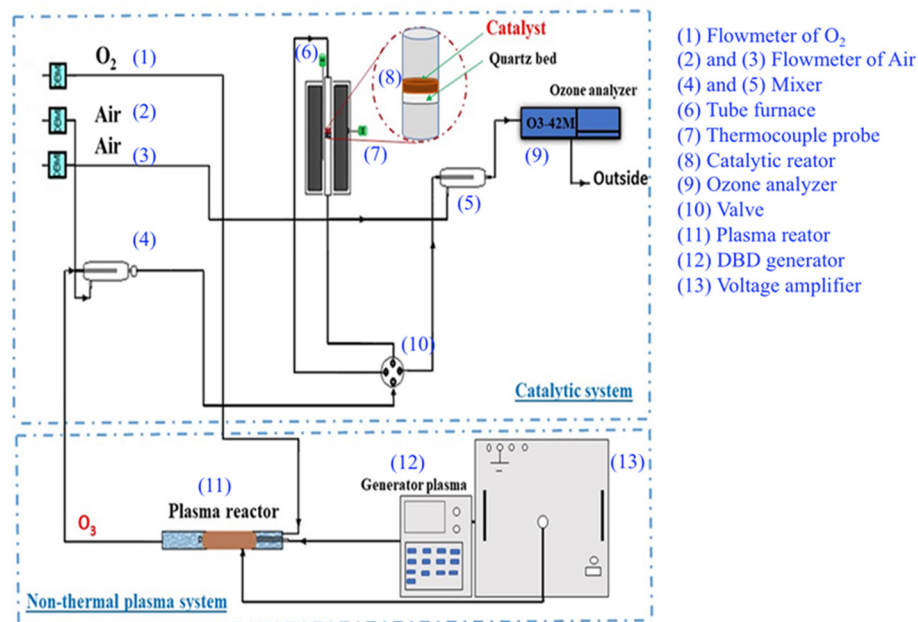 O2 (1)
Air (2)
Air
(3)
(4)
(6)
(7)
Catalyst
Quartz bed
(8)
Ozone analyzer
O3-42M
(9)
Outside
(5)
(10)
Catalytic system
(11)
Plasma reactor
O3
(12)
Generator plasma
(13)
Non-thermal plasma system
(1) Flowmeter of O2
(2) and (3) Flowmeter of Air
(4) and (5) Mixer
(6) Tube furnace
(7) Thermocouple probe
(8) Catalytic reator
(9) Ozone analyzer
(10) Valve
(11) Plasma reator
(12) DBD generator
(13) Voltage amplifier